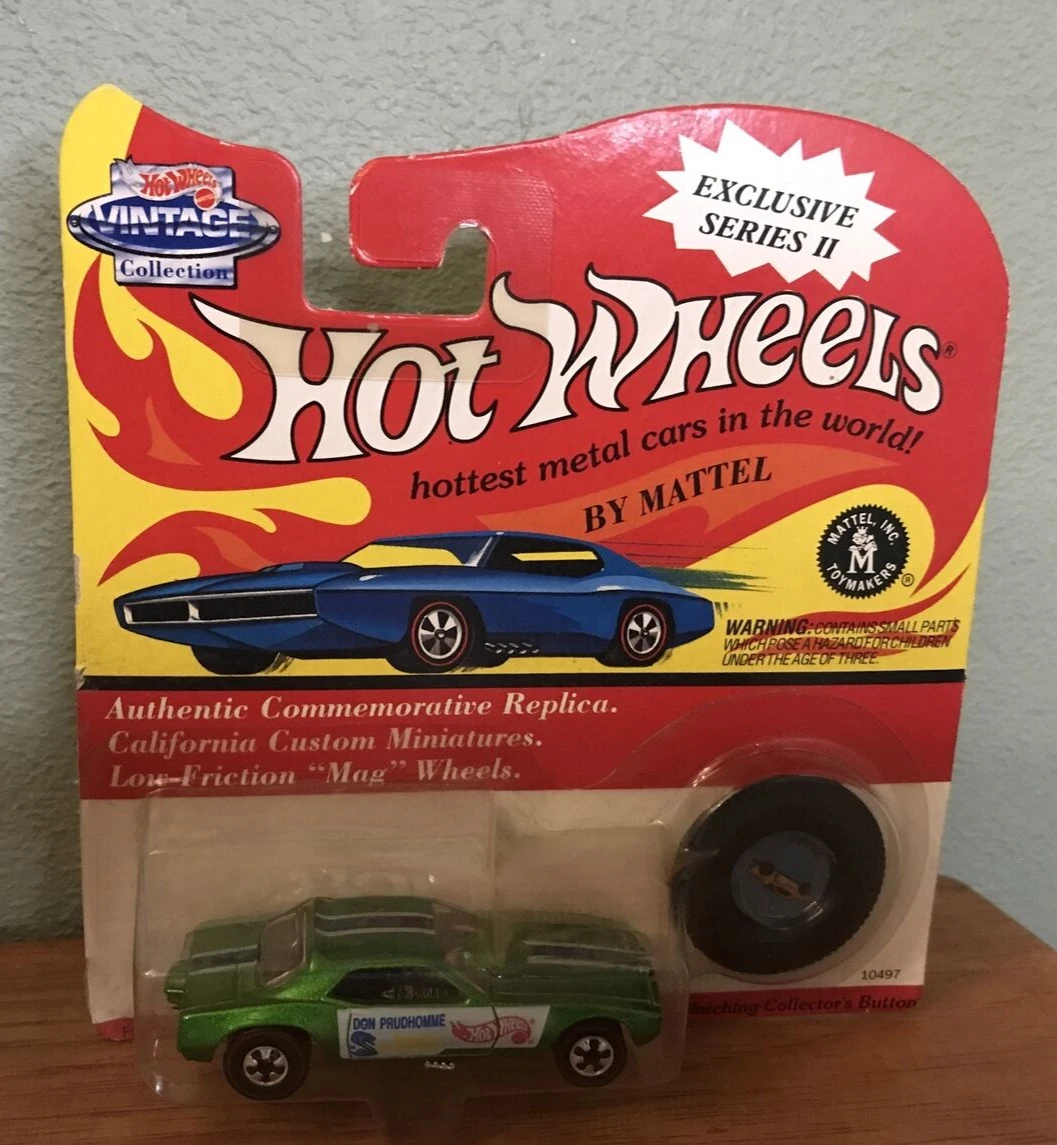 Hot Wheels
VINTAGE
Collection
EXCLUSIVE
SERIES II
Hot Wheels®
hottest metal cars in the world!
BY MATTEL
MATTEL, INC.
M
TOYMAKERS
®
WARNING: CONTAINS SMALL PARTS
WHICH POSE A HAZARD FOR CHILDREN
UNDER THE AGE OF THREE.
Authentic Commemorative Replica.
California Custom Miniatures.
Low-Friction "Mag" Wheels.
10497
Matching Collector's Button
DON PRUDHOMME
Hot Wheels